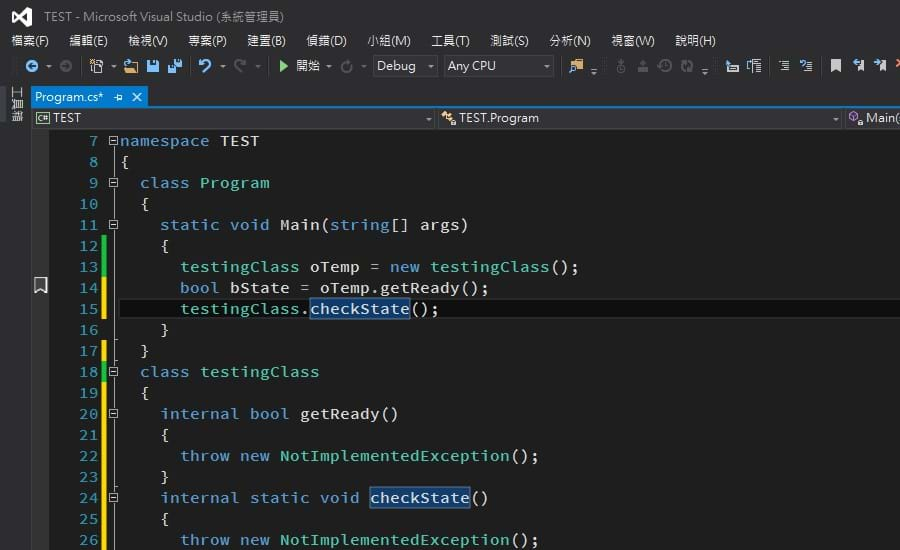 TEST - Microsoft Visual Studio (系統管理員)
檔案(F) 編輯(E) 檢視(V) 專案(P) 建置(B) 偵錯(D) 小組(M) 工具(T) 測試(S) 分析(N) 視窗(W) 說明(H)
開始 Debug Any CPU
工具箱
Program.cs*
TEST TEST.Program Main(
7 namespace TEST
8 {
9 class Program
10 {
11 static void Main(string[] args)
12 {
13 testingClass oTemp = new testingClass();
14 bool bState = oTemp.getReady();
15 testingClass.checkState();
16 }
17 }
18 class testingClass
19 {
20 internal bool getReady()
21 {
22 throw new NotImplementedException();
23 }
24 internal static void checkState()
25 {
26 throw new NotImplementedException();